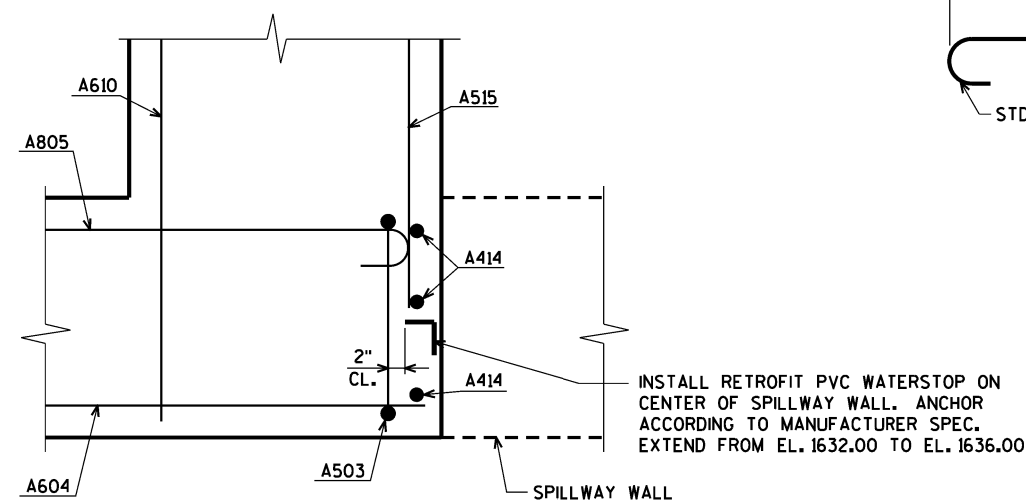 A610
A515
STD
A805
A414
2"
CL.
A414
INSTALL RETROFIT PVC WATERSTOP ON
CENTER OF SPILLWAY WALL. ANCHOR
ACCORDING TO MANUFACTURER SPEC.
EXTEND FROM EL. 1632.00 TO EL. 1636.00
A604
A503
SPILLWAY WALL